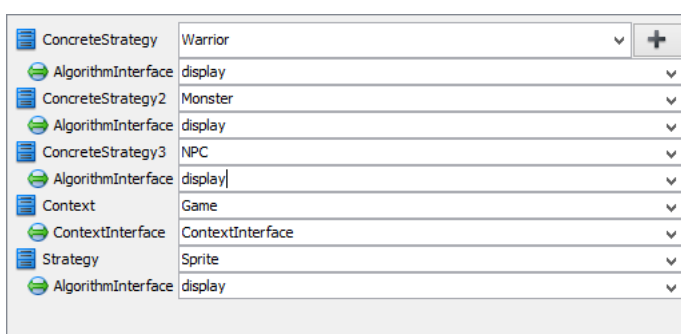 ConcreteStrategy Warrior
AlgorithmInterface display
ConcreteStrategy2 Monster
AlgorithmInterface display
ConcreteStrategy3 NPC
AlgorithmInterface display
Context Game
ContextInterface ContextInterface
Strategy Sprite
AlgorithmInterface display